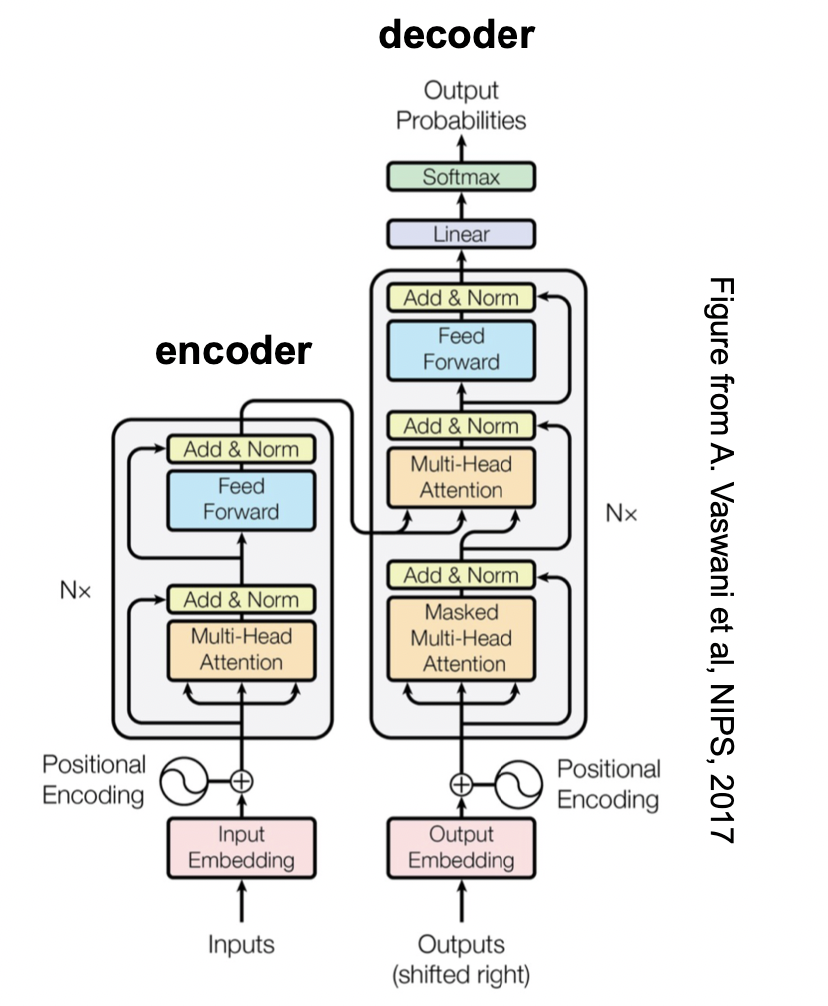 decoder
Output
Probabilities
Softmax
Linear
Add & Norm
Feed
Forward
Add & Norm
Multi-Head
Attention
Add & Norm
Masked
Multi-Head
Attention
Nx
Positional
Encoding
Output
Embedding
Outputs
(shifted right)
encoder
Add & Norm
Feed
Forward
Add & Norm
Multi-Head
Attention
Nx
Positional
Encoding
Input
Embedding
Inputs
Figure from A. Vaswani et al, NIPS, 2017